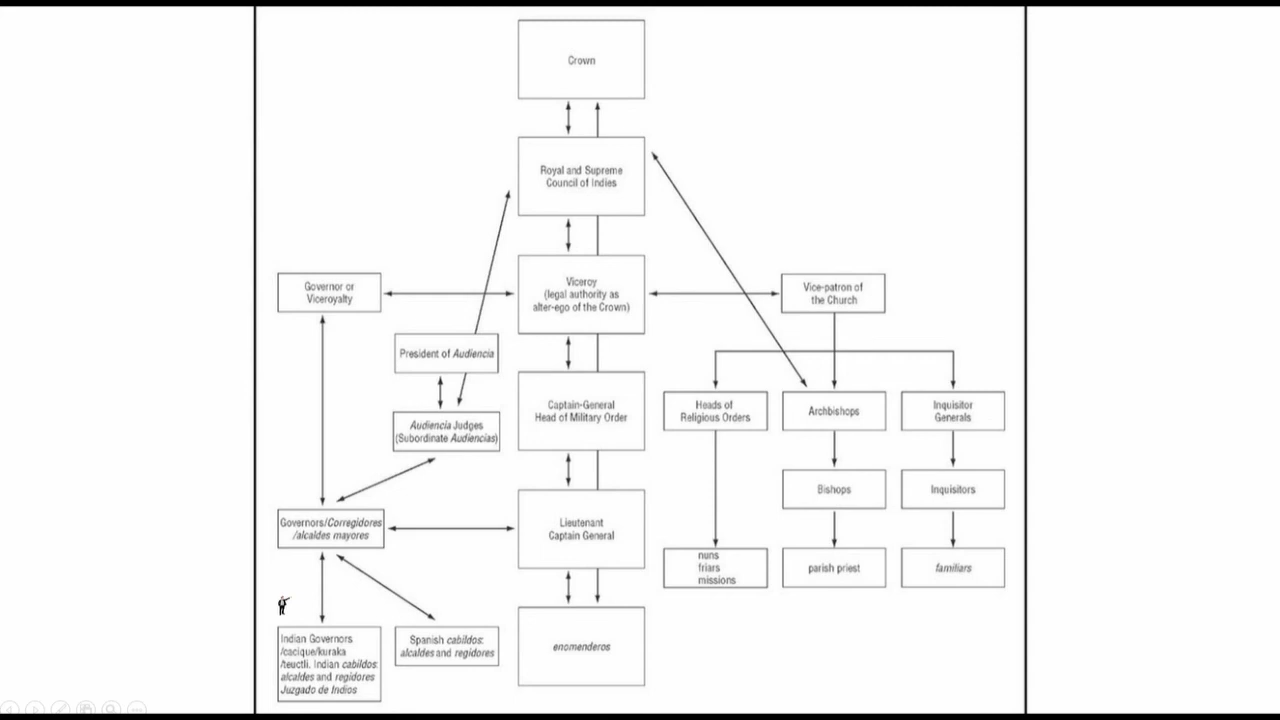 Crown
Royal and Supreme
Council of Indies
Governor or
Viceroyalty
Viceroy
(legal authority as
alter-ego of the Crown)
Vice-patron of
the Church
President of Audiencia
Captain-General
Head of Military Order
Heads of
Religious Orders
Archbishops
Inquisitor
Generals
Audiencia Judges
(Subordinate Audiencias)
Bishops
Inquisitors
Governors/Corregidores
/alcaldes mayores
Lieutenant
Captain General
nuns
friars
missions
parish priest
familiars
Indian Governors
/cacique/kuraka
/teuctli. Indian cabildos:
alcaldes and regidores
Juzgado de Indios
Spanish cabildos:
alcaldes and regidores
enomenderos